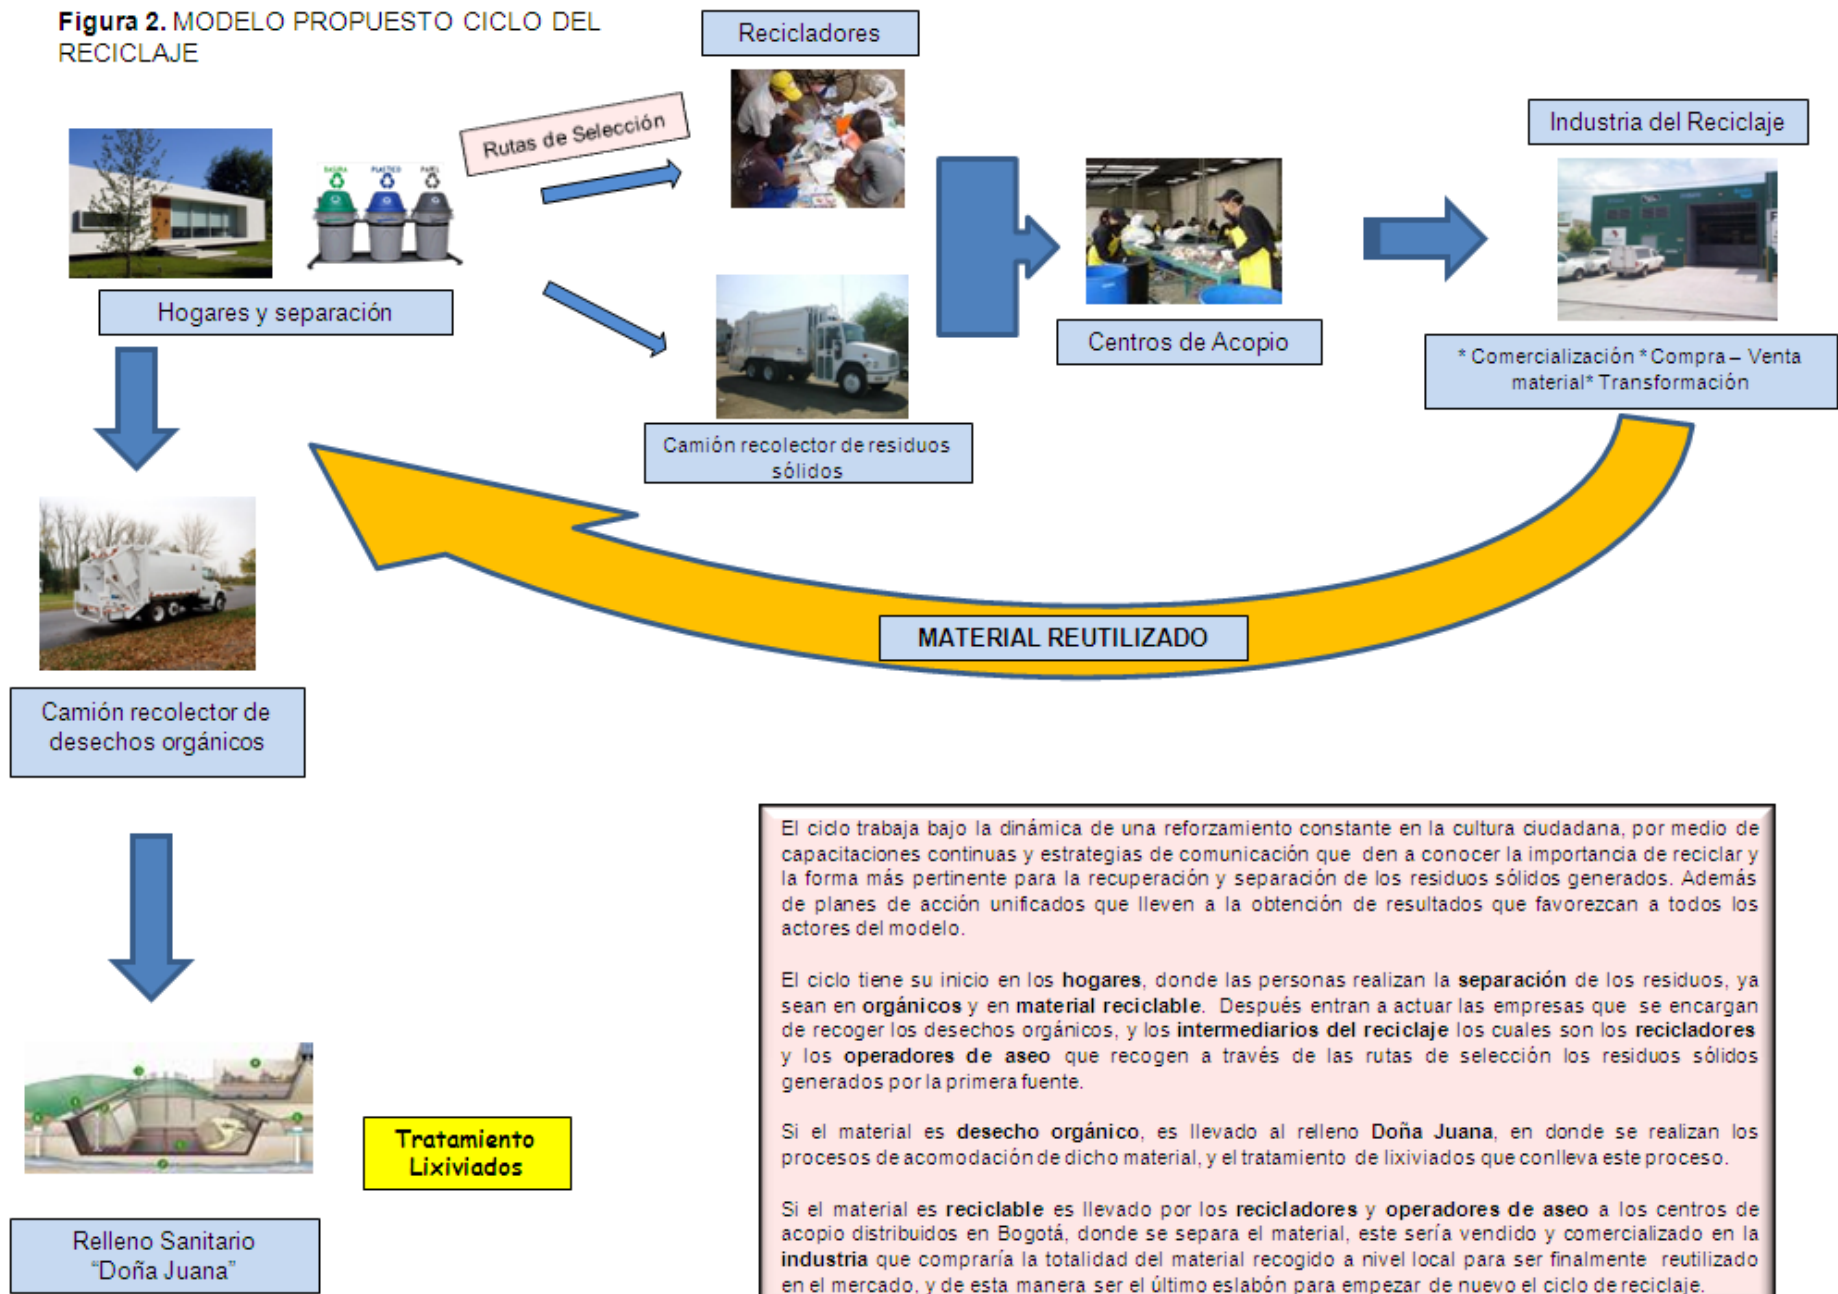 Figura 2. MODELO PROPUESTO CICLO DEL
RECICLAJE
Recicladores
Rutas de Selección
Industria del Reciclaje
BASURA PLASTICO PAPEL
Hogares y separación
Centros de Acopio
* Comercialización * Compra – Venta
material* Transformación
Camión recolector de residuos
sólidos
MATERIAL REUTILIZADO
Camión recolector de
desechos orgánicos
Tratamiento
Lixiviados
Relleno Sanitario
“Doña Juana”
El ciclo trabaja bajo la dinámica de una reforzamiento constante en la cultura ciudadana, por medio de
capacitaciones continuas y estrategias de comunicación que den a conocer la importancia de reciclar y
la forma más pertinente para la recuperación y separación de los residuos sólidos generados. Además
de planes de acción unificados que lleven a la obtención de resultados que favorezcan a todos los
actores del modelo.
El ciclo tiene su inicio en los hogares, donde las personas realizan la separación de los residuos, ya
sean en orgánicos y en material reciclable. Después entran a actuar las empresas que se encargan
de recoger los desechos orgánicos, y los intermediarios del reciclaje los cuales son los recicladores
y los operadores de aseo que recogen a través de las rutas de selección los residuos sólidos
generados por la primera fuente.
Si el material es desecho orgánico, es llevado al relleno Doña Juana, en donde se realizan los
procesos de acomodación de dicho material, y el tratamiento de lixiviados que conlleva este proceso.
Si el material es reciclable es llevado por los recicladores y operadores de aseo a los centros de
acopio distribuidos en Bogotá, donde se separa el material, este sería vendido y comercializado en la
industria que compraría la totalidad del material recogido a nivel local para ser finalmente reutilizado
en el mercado, y de esta manera ser el último eslabón para empezar de nuevo el ciclo de reciclaje.